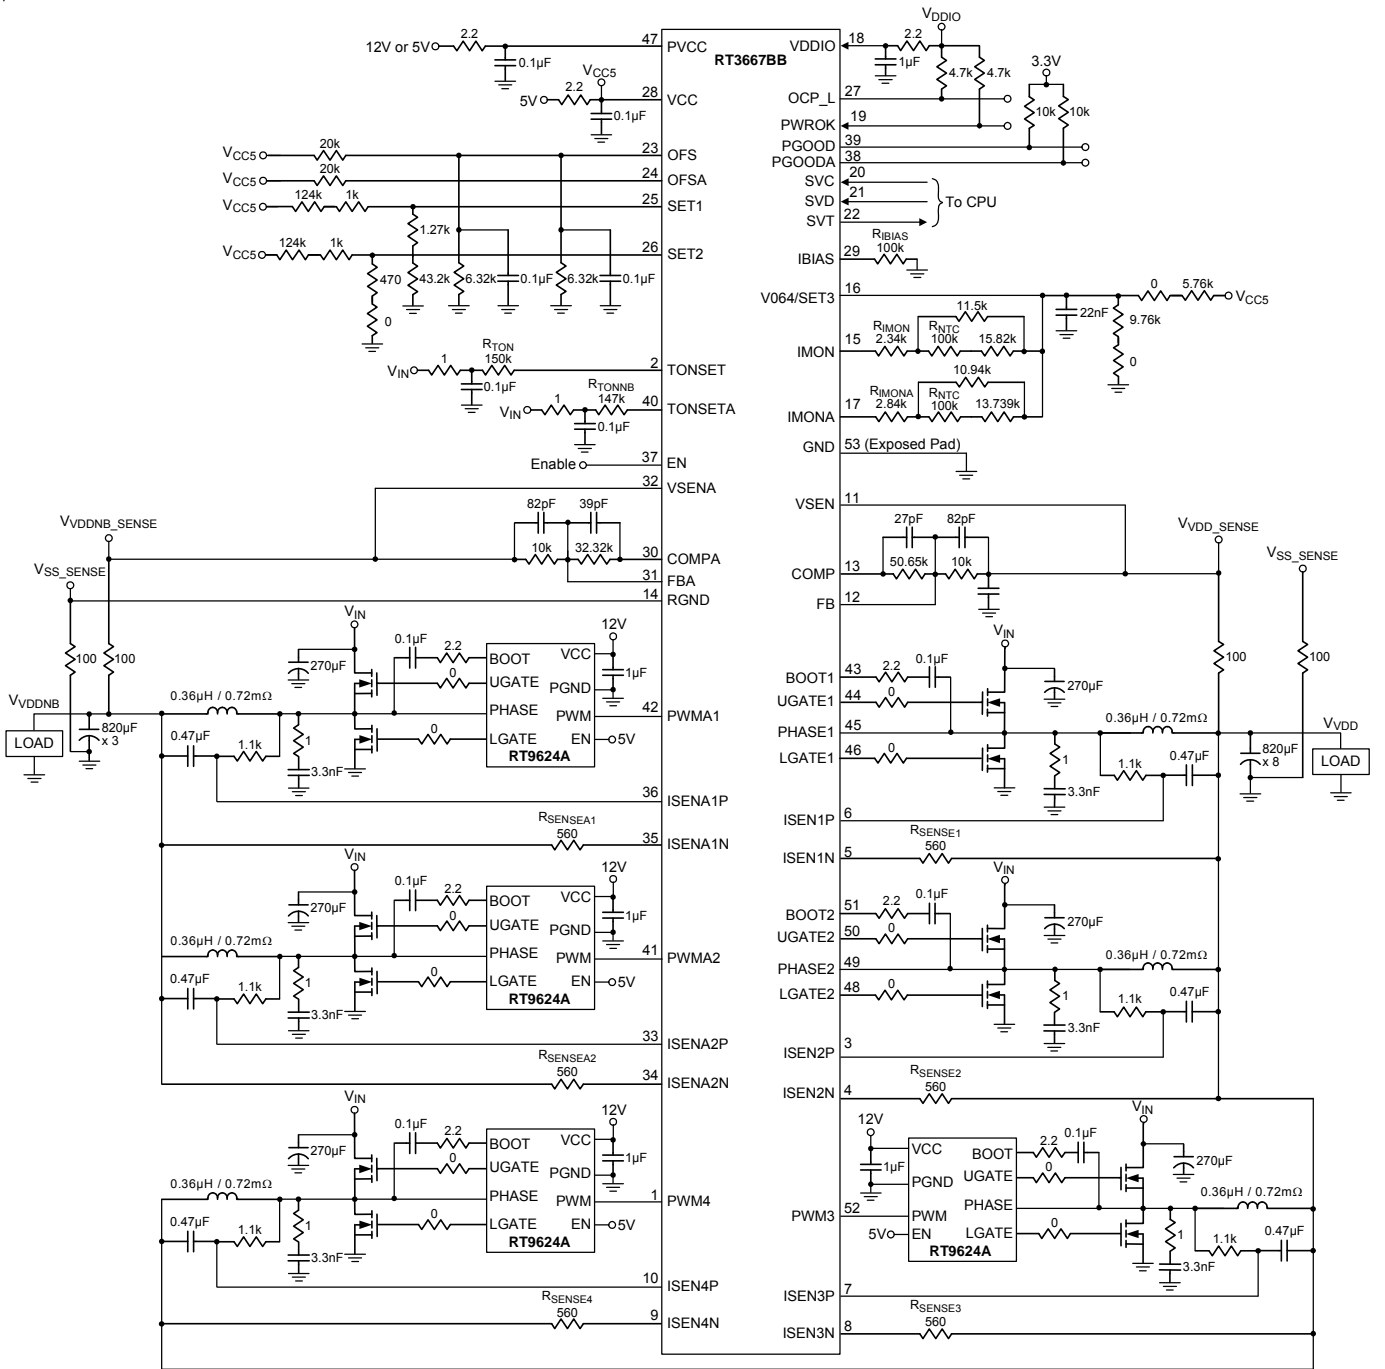 RT3667BB
12V or 5V
2.2
47
PVCC
0.1µF
VCC5
5V
2.2
28
VCC
0.1µF
VCC5
20k
23
OFS
VCC5
20k
24
OFSA
VCC5
124k
1k
25
SET1
1.27k
VCC5
124k
1k
26
SET2
470
43.2k
6.32k
0.1µF
6.32k
0.1µF
0
VIN
1
RTON
150k
2
TONSET
0.1µF
VIN
1
RTONNB
147k
40
TONSETA
0.1µF
Enable
37
EN
32
VSENA
82pF
39pF
VVDDNB_SENSE
10k
32.32k
30
COMPA
31
FBA
VSS_SENSE
14
RGND
100
100
VVDDNB
LOAD
820µF
x 3
VIN
270µF
0.1µF
2.2
0
0
BOOT
UGATE
PHASE
LGATE
VCC
PGND
PWM
EN
RT9624A
12V
1µF
5V
42
PWMA1
0.36µH / 0.72mΩ
0.47µF
1.1k
1
3.3nF
36
ISENA1P
RSENSEA1
560
35
ISENA1N
VIN
270µF
0.1µF
2.2
0
0
BOOT
UGATE
PHASE
LGATE
VCC
PGND
PWM
EN
RT9624A
12V
1µF
5V
41
PWMA2
0.36µH / 0.72mΩ
0.47µF
1.1k
1
3.3nF
33
ISENA2P
RSENSEA2
560
34
ISENA2N
VIN
270µF
0.1µF
2.2
0
0
BOOT
UGATE
PHASE
LGATE
VCC
PGND
PWM
EN
RT9624A
12V
1µF
5V
1
PWM4
0.36µH / 0.72mΩ
0.47µF
1.1k
1
3.3nF
10
ISEN4P
RSENSE4
560
9
ISEN4N
VDDIO
18
2.2
VDDIO
1µF
4.7k
4.7k
3.3V
OCP_L
27
10k
10k
PWROK
19
PGOOD
39
PGOODA
38
SVC
20
SVD
21
SVT
22
To CPU
IBIAS
29
RIBIAS
100k
V064/SET3
16
0
5.76k
VCC5
22nF
9.76k
0
11.5k
IMON
15
RIMON
2.34k
RNTC
100k
15.82k
10.94k
IMONA
17
RIMONA
2.84k
RNTC
100k
13.739k
GND
53 (Exposed Pad)
VSEN
11
27pF
82pF
VVDD_SENSE
VSS_SENSE
COMP
13
50.65k
10k
FB
12
100
100
VIN
BOOT1
43
2.2
0.1µF
270µF
UGATE1
44
0
PHASE1
45
0.36µH / 0.72mΩ
VVDD
LGATE1
46
0
1
3.3nF
1.1k
0.47µF
820µF
x 8
LOAD
ISEN1P
6
RSENSE1
560
ISEN1N
5
VIN
BOOT2
51
2.2
0.1µF
270µF
UGATE2
50
0
PHASE2
49
0.36µH / 0.72mΩ
LGATE2
48
0
1
3.3nF
1.1k
0.47µF
ISEN2P
3
RSENSE2
560
ISEN2N
4
12V
1µF
5V
VCC
PGND
PWM
EN
BOOT
UGATE
PHASE
LGATE
RT9624A
2.2
0.1µF
0
0
VIN
270µF
0.36µH / 0.72mΩ
PWM3
52
1
3.3nF
1.1k
0.47µF
ISEN3P
7
RSENSE3
560
ISEN3N
8